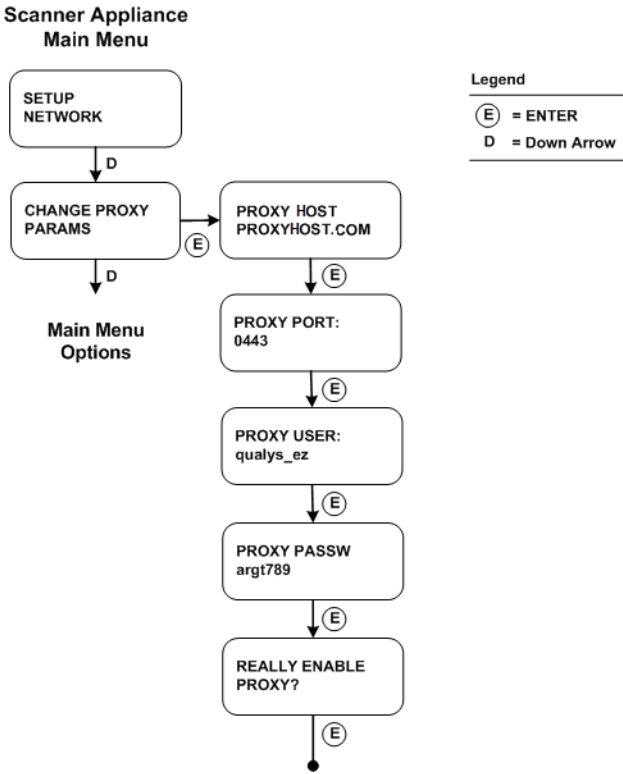 Scanner Appliance
Main Menu
Legend
E = ENTER
D = Down Arrow
SETUP
NETWORK
D
CHANGE PROXY
PARAMS
E
PROXY HOST
PROXYHOST.COM
D
E
Main Menu
Options
PROXY PORT:
0443
E
PROXY USER:
qualys_ez
E
PROXY PASSW
argt789
E
REALLY ENABLE
PROXY?
E